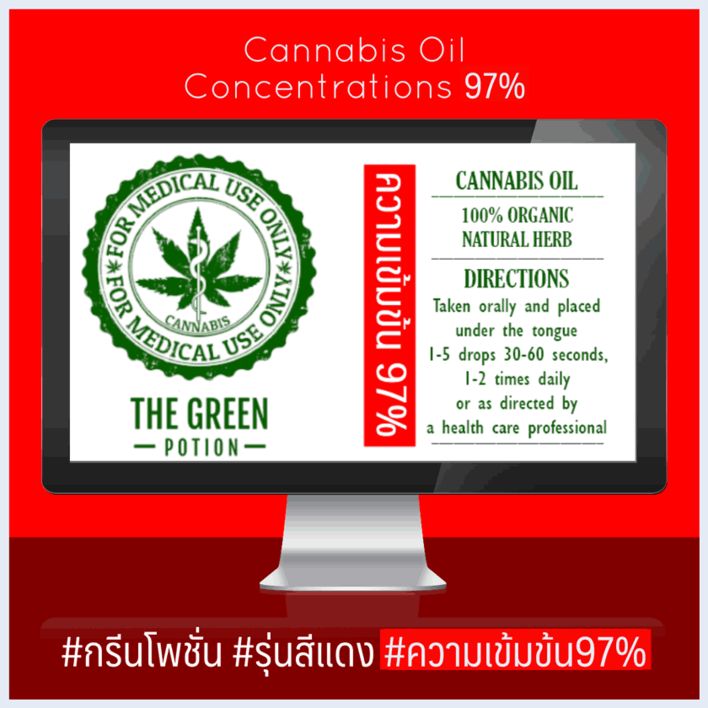 Cannabis Oil
Concentrations 97%
*FOR MEDICAL USE ONLY*
FOR MEDICAL USE ONLY
CANNABIS
THE GREEN
POTION
ความเข้มข้น 97%
CANNABIS OIL
100% ORGANIC
NATURAL HERB
DIRECTIONS
Taken orally and placed
under the tongue
1-5 drops 30-60 seconds,
1-2 times daily
or as directed by
a health care professional
#กรีนโพชั่น #รุ่นสีแดง #ความเข้มข้น97%